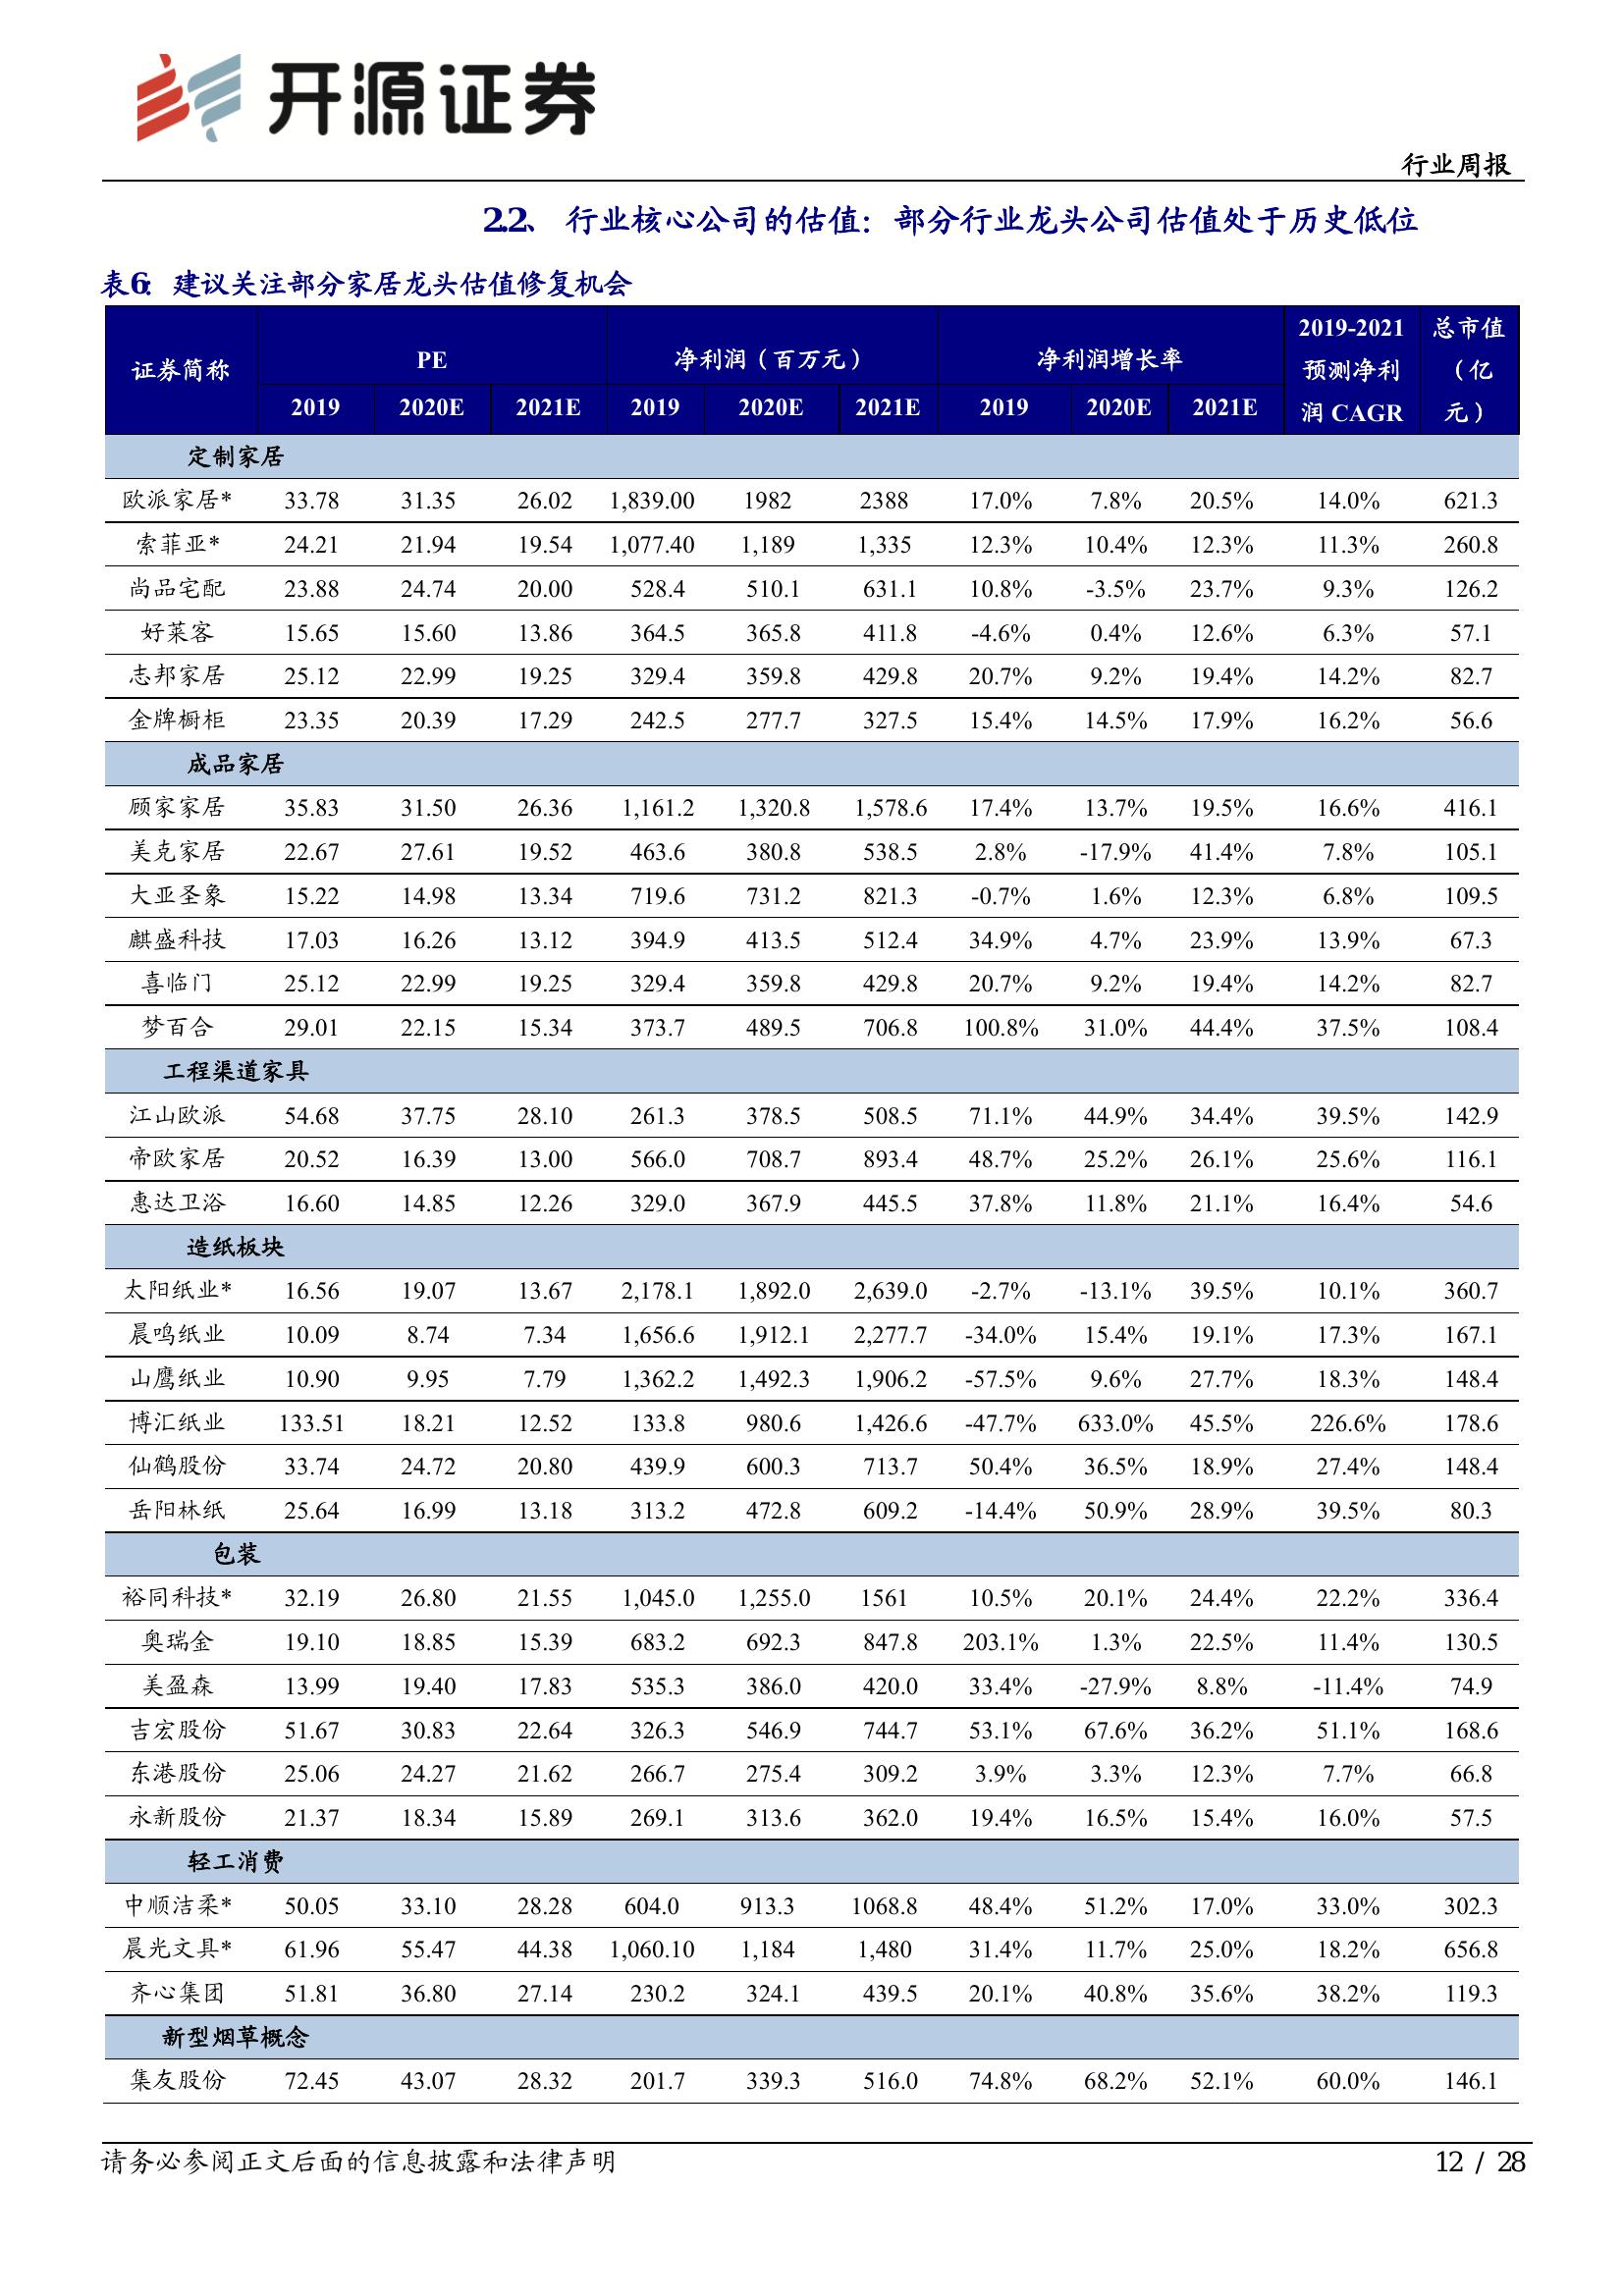 开源证券
行业周报
2.2、 行业核心公司的估值：部分行业龙头公司估值处于历史低位
表6： 建议关注部分家居龙头估值修复机会
证券简称 PE 净利润（百万元） 净利润增长率 2019-2021预测净利润 CAGR 总市值（亿元）
2019 2020E 2021E 2019 2020E 2021E 2019 2020E 2021E
定制家居
欧派家居* 33.78 31.35 26.02 1,839.00 1982 2388 17.0% 7.8% 20.5% 14.0% 621.3
索菲亚* 24.21 21.94 19.54 1,077.40 1,189 1,335 12.3% 10.4% 12.3% 11.3% 260.8
尚品宅配 23.88 24.74 20.00 528.4 510.1 631.1 10.8% -3.5% 23.7% 9.3% 126.2
好莱客 15.65 15.60 13.86 364.5 365.8 411.8 -4.6% 0.4% 12.6% 6.3% 57.1
志邦家居 25.12 22.99 19.25 329.4 359.8 429.8 20.7% 9.2% 19.4% 14.2% 82.7
金牌橱柜 23.35 20.39 17.29 242.5 277.7 327.5 15.4% 14.5% 17.9% 16.2% 56.6
成品家居
顾家家居 35.83 31.50 26.36 1,161.2 1,320.8 1,578.6 17.4% 13.7% 19.5% 16.6% 416.1
美克家居 22.67 27.61 19.52 463.6 380.8 538.5 2.8% -17.9% 41.4% 7.8% 105.1
大亚圣象 15.22 14.98 13.34 719.6 731.2 821.3 -0.7% 1.6% 12.3% 6.8% 109.5
麒盛科技 17.03 16.26 13.12 394.9 413.5 512.4 34.9% 4.7% 23.9% 13.9% 67.3
喜临门 25.12 22.99 19.25 329.4 359.8 429.8 20.7% 9.2% 19.4% 14.2% 82.7
梦百合 29.01 22.15 15.34 373.7 489.5 706.8 100.8% 31.0% 44.4% 37.5% 108.4
工程渠道家具
江山欧派 54.68 37.75 28.10 261.3 378.5 508.5 71.1% 44.9% 34.4% 39.5% 142.9
帝欧家居 20.52 16.39 13.00 566.0 708.7 893.4 48.7% 25.2% 26.1% 25.6% 116.1
惠达卫浴 16.60 14.85 12.26 329.0 367.9 445.5 37.8% 11.8% 21.1% 16.4% 54.6
造纸板块
太阳纸业* 16.56 19.07 13.67 2,178.1 1,892.0 2,639.0 -2.7% -13.1% 39.5% 10.1% 360.7
晨鸣纸业 10.09 8.74 7.34 1,656.6 1,912.1 2,277.7 -34.0% 15.4% 19.1% 17.3% 167.1
山鹰纸业 10.90 9.95 7.79 1,362.2 1,492.3 1,906.2 -57.5% 9.6% 27.7% 18.3% 148.4
博汇纸业 133.51 18.21 12.52 133.8 980.6 1,426.6 -47.7% 633.0% 45.5% 226.6% 178.6
仙鹤股份 33.74 24.72 20.80 439.9 600.3 713.7 50.4% 36.5% 18.9% 27.4% 148.4
岳阳林纸 25.64 16.99 13.18 313.2 472.8 609.2 -14.4% 50.9% 28.9% 39.5% 80.3
包装
裕同科技* 32.19 26.80 21.55 1,045.0 1,255.0 1561 10.5% 20.1% 24.4% 22.2% 336.4
奥瑞金 19.10 18.85 15.39 683.2 692.3 847.8 203.1% 1.3% 22.5% 11.4% 130.5
美盈森 13.99 19.40 17.83 535.3 386.0 420.0 33.4% -27.9% 8.8% -11.4% 74.9
吉宏股份 51.67 30.83 22.64 326.3 546.9 744.7 53.1% 67.6% 36.2% 51.1% 168.6
东港股份 25.06 24.27 21.62 266.7 275.4 309.2 3.9% 3.3% 12.3% 7.7% 66.8
永新股份 21.37 18.34 15.89 269.1 313.6 362.0 19.4% 16.5% 15.4% 16.0% 57.5
轻工消费
中顺洁柔* 50.05 33.10 28.28 604.0 913.3 1068.8 48.4% 51.2% 17.0% 33.0% 302.3
晨光文具* 61.96 55.47 44.38 1,060.10 1,184 1,480 31.4% 11.7% 25.0% 18.2% 656.8
齐心集团 51.81 36.80 27.14 230.2 324.1 439.5 20.1% 40.8% 35.6% 38.2% 119.3
新型烟草概念
集友股份 72.45 43.07 28.32 201.7 339.3 516.0 74.8% 68.2% 52.1% 60.0% 146.1
请务必参阅正文后面的信息披露和法律声明
12 / 28